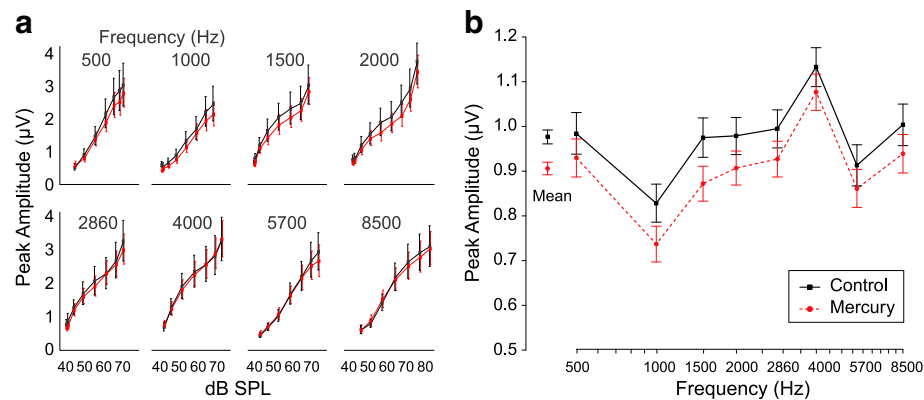 a
Frequency (Hz)
500 1000 1500 2000
4
3
2
1
0
Peak Amplitude (µV)
2860 4000 5700 8500
4
3
2
1
0
40 50 60 70 40 50 60 70 40 50 60 70 40 50 60 70 80
dB SPL
b
1.2
1.1
1.0
0.9
0.8
0.7
0.6
0.5
Peak Amplitude (µV)
Mean
Control
Mercury
500 1000 1500 2000 2860 4000 5700 8500
Frequency (Hz)